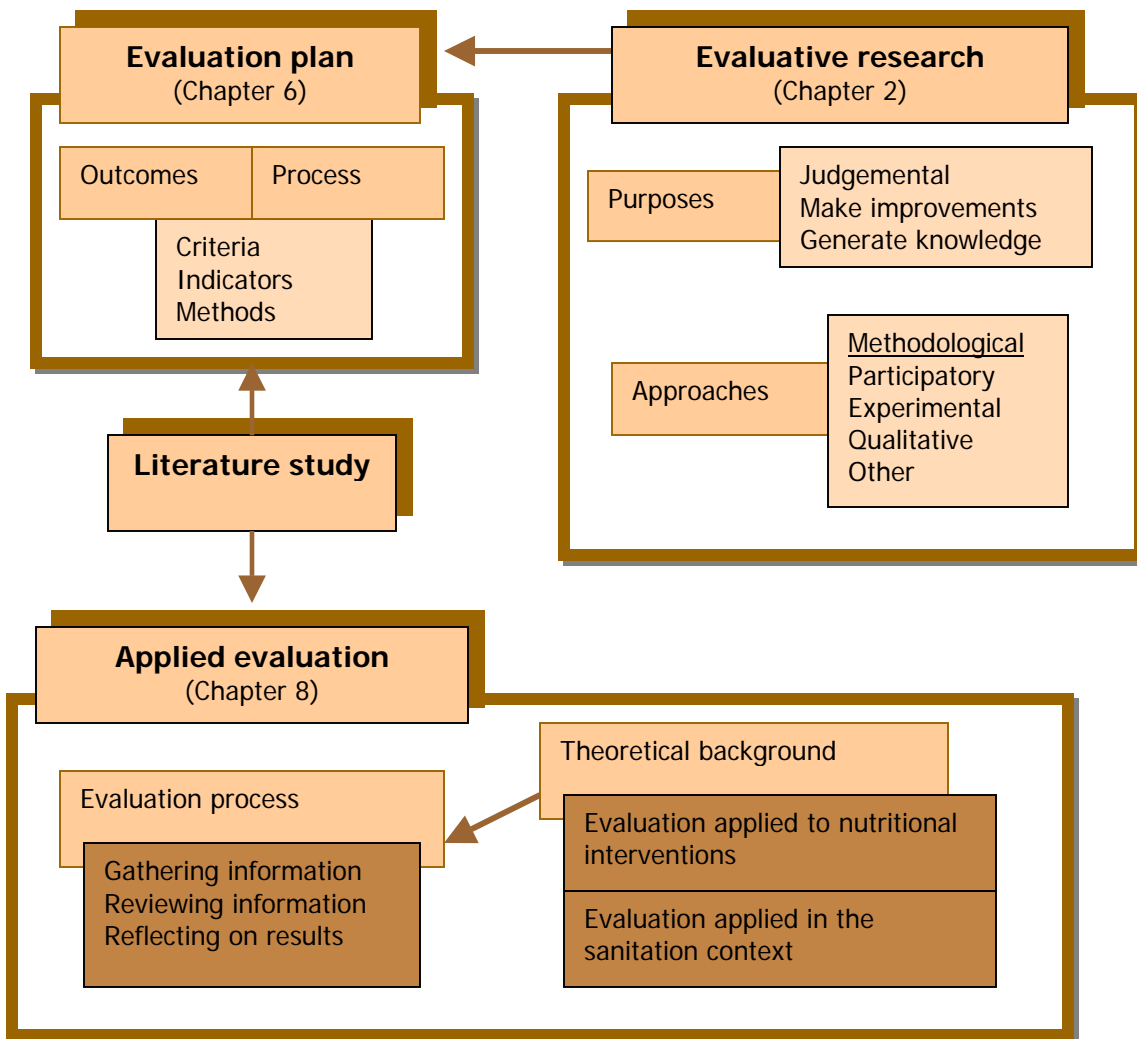 Evaluation plan
(Chapter 6)
Outcomes
Process
Criteria
Indicators
Methods
Evaluative research
(Chapter 2)
Purposes
Judgemental
Make improvements
Generate knowledge
Approaches
Methodological
Participatory
Experimental
Qualitative
Other
Literature study
Applied evaluation
(Chapter 8)
Evaluation process
Gathering information
Reviewing information
Reflecting on results
Theoretical background
Evaluation applied to nutritional
interventions
Evaluation applied in the
sanitation context